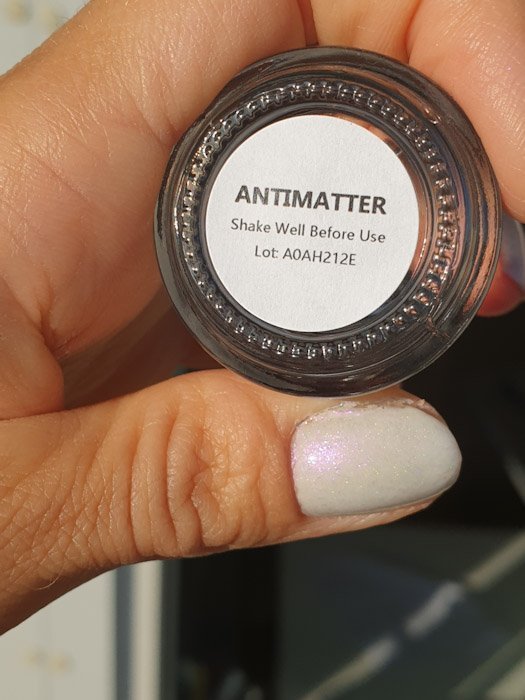 ANTIMATTER
Shake Well Before Use
Lot: A0AH212E